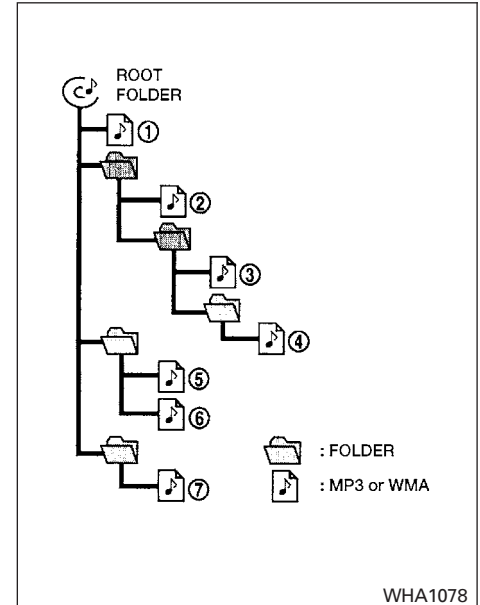 ROOT
FOLDER
①
②
③
④
⑤
⑥
⑦
: FOLDER
: MP3 or WMA
WHA1078